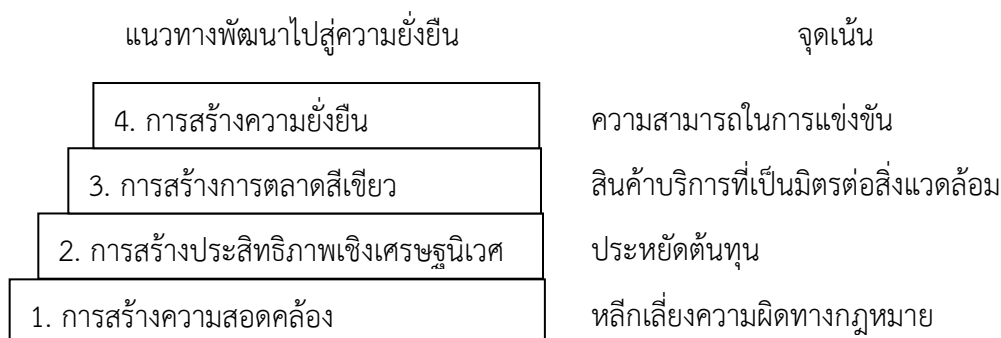 แนวทางพัฒนาไปสู่ความยั่งยืน จุดเน้น
4. การสร้างความยั่งยืน ความสามารถในการแข่งขัน
3. การสร้างการตลาดสีเขียว สินค้าบริการที่เป็นมิตรต่อสิ่งแวดล้อม
2. การสร้างประสิทธิภาพเชิงเศรษฐนิเวศ ประหยัดต้นทุน
1. การสร้างความสอดคล้อง หลีกเลี่ยงความผิดทางกฎหมาย